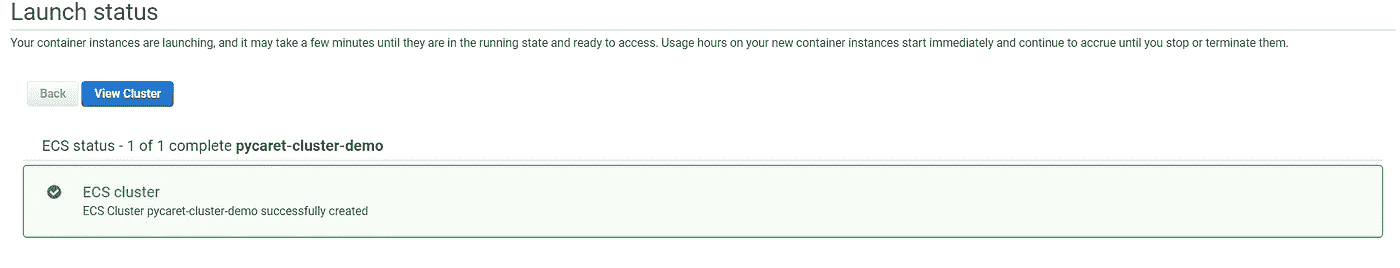 Launch status
Your container instances are launching, and it may take a few minutes until they are in the running state and ready to access. Usage hours on your new container instances start immediately and continue to accrue until you stop or terminate them.
Back View Cluster
ECS status - 1 of 1 complete pycaret-cluster-demo
ECS cluster
ECS Cluster pycaret-cluster-demo successfully created